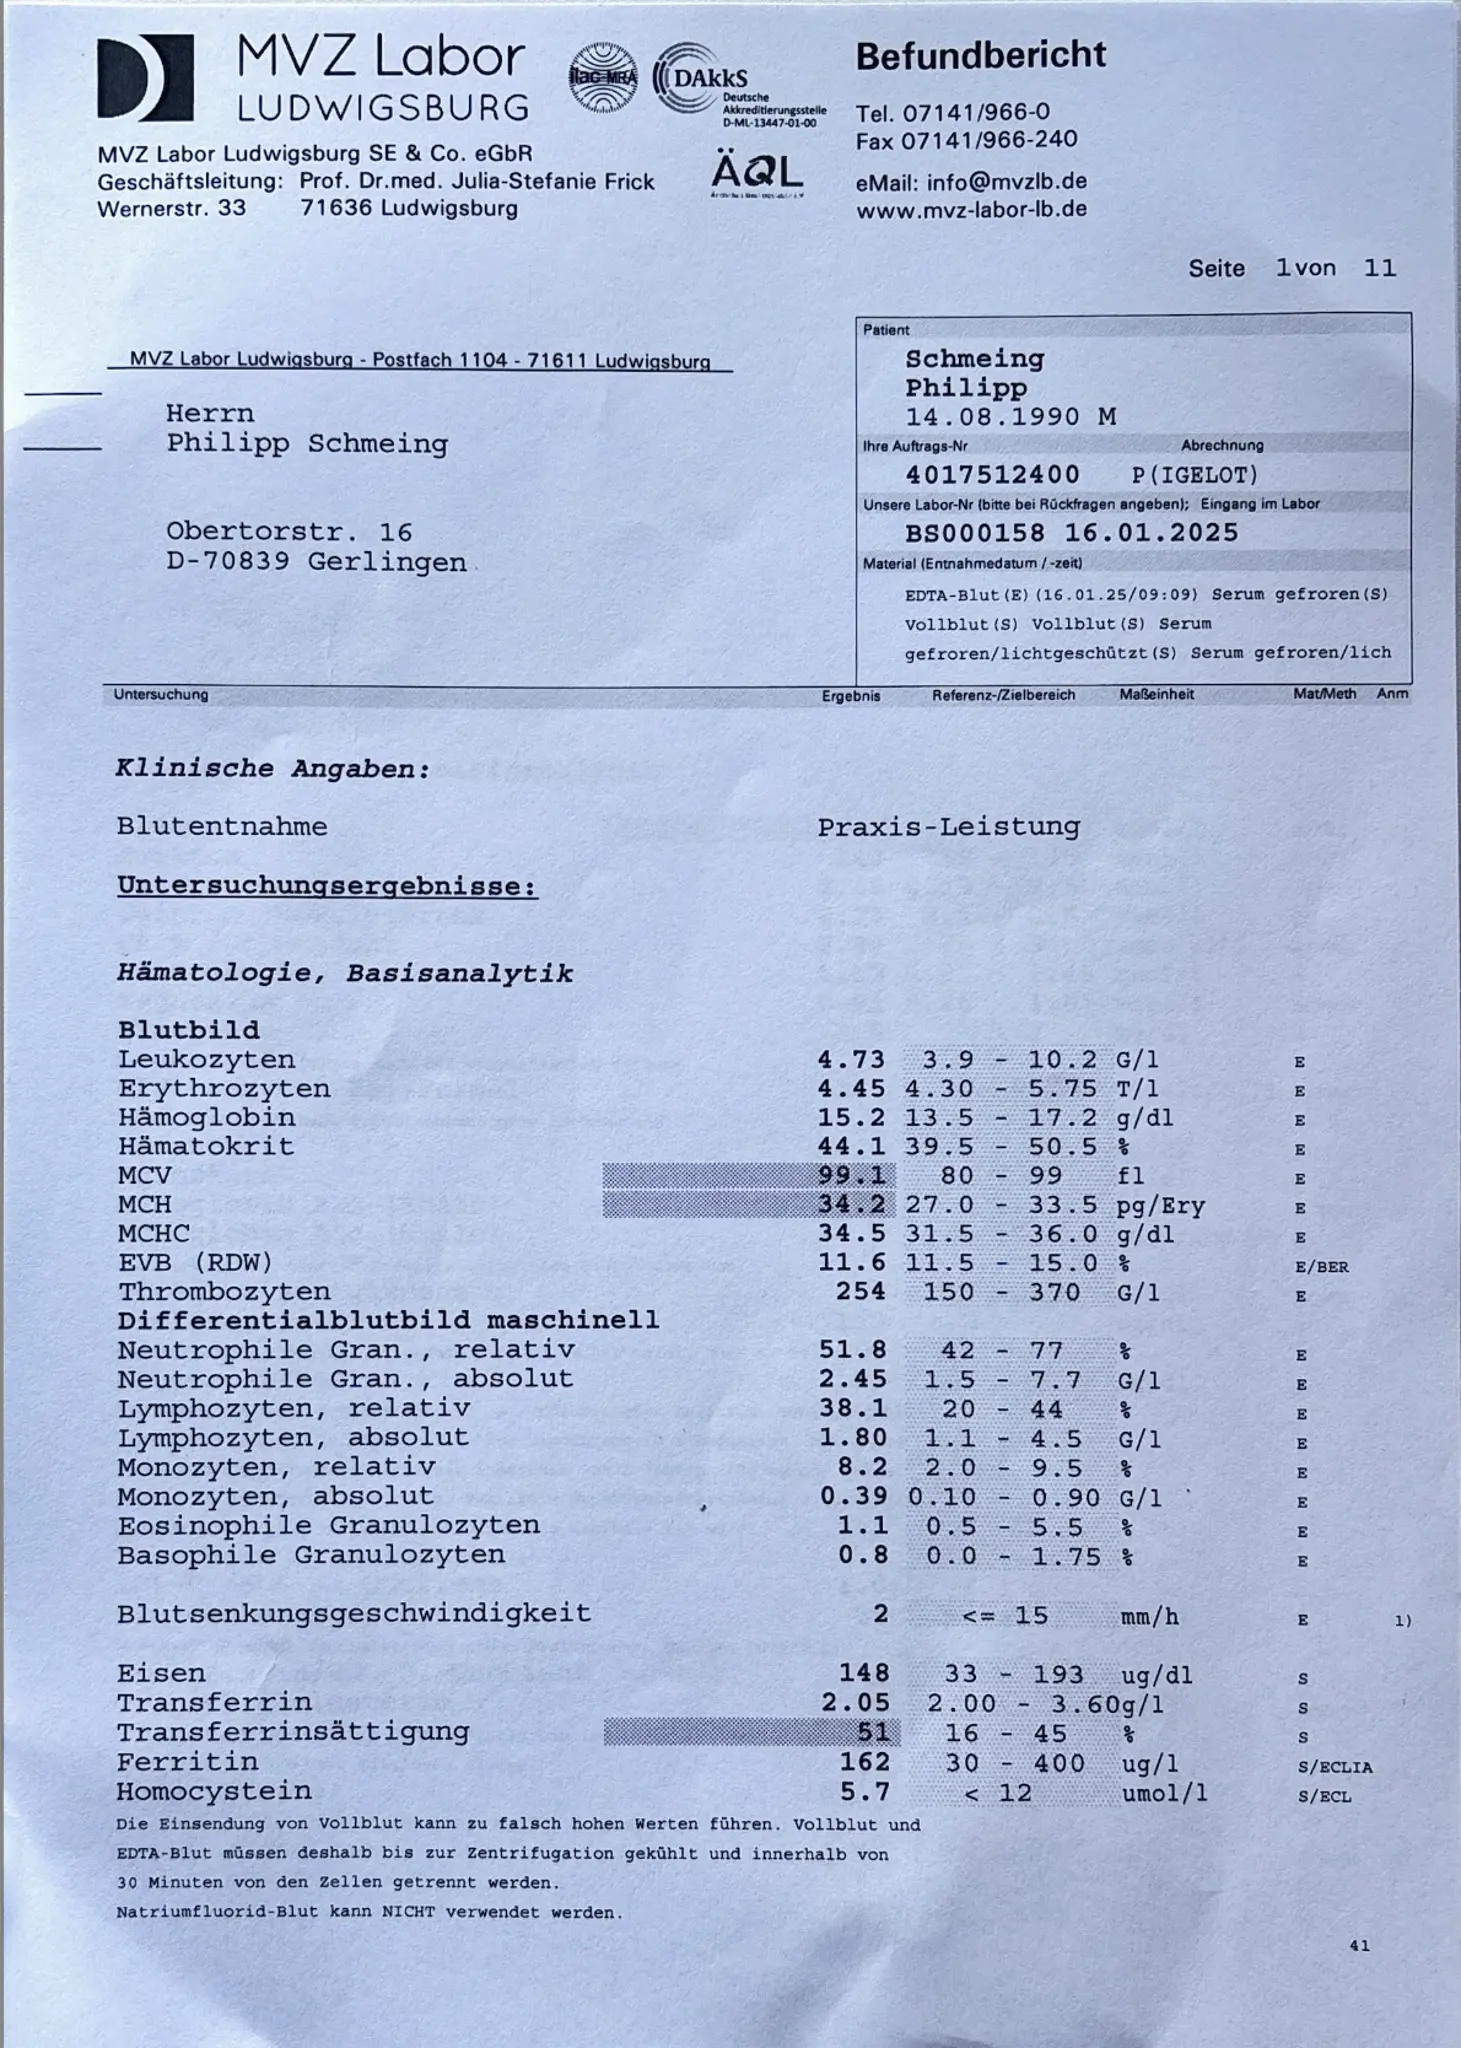 MVZ Labor
LUDWIGSBURG
ilac-MRA
DAkkS
Deutsche
Akkreditierungsstelle
D-ML-13447-01-00
ÄQL
MVZ Labor Ludwigsburg SE & Co. eGbR
Geschäftsleitung: Prof. Dr.med. Julia-Stefanie Frick
Wernerstr. 33 71636 Ludwigsburg
Befundbericht
Tel. 07141/966-0
Fax 07141/966-240
eMail: info@mvzlb.de
www.mvz-labor-lb.de
Seite 1von 11
MVZ Labor Ludwigsburg - Postfach 1104 - 71611 Ludwigsburg
Herrn
Philipp Schmeing
Obertorstr. 16
D-70839 Gerlingen
Patient
Schmeing
Philipp
14.08.1990 M
Ihre Auftrags-Nr Abrechnung
4017512400 P(IGELOT)
Unsere Labor-Nr (bitte bei Rückfragen angeben); Eingang im Labor
BS000158 16.01.2025
Material (Entnahmedatum / -zeit)
EDTA-Blut(E) (16.01.25/09:09) Serum gefroren(S)
Vollblut(S) Vollblut(S) Serum
gefroren/lichtgeschützt(S) Serum gefroren/lich
Untersuchung Ergebnis Referenz-/Zielbereich Maßeinheit Mat/Meth Anm
Klinische Angaben:
Blutentnahme Praxis-Leistung
Untersuchungsergebnisse:
Hämatologie, Basisanalytik
Blutbild
Leukozyten 4.73 3.9 - 10.2 G/l E
Erythrozyten 4.45 4.30 - 5.75 T/l E
Hämoglobin 15.2 13.5 - 17.2 g/dl E
Hämatokrit 44.1 39.5 - 50.5 % E
MCV 99.1 80 - 99 fl E
MCH 34.2 27.0 - 33.5 pg/Ery E
MCHC 34.5 31.5 - 36.0 g/dl E
EVB (RDW) 11.6 11.5 - 15.0 % E/BER
Thrombozyten 254 150 - 370 G/l E
Differentialblutbild maschinell
Neutrophile Gran., relativ 51.8 42 - 77 % E
Neutrophile Gran., absolut 2.45 1.5 - 7.7 G/l E
Lymphozyten, relativ 38.1 20 - 44 % E
Lymphozyten, absolut 1.80 1.1 - 4.5 G/l E
Monozyten, relativ 8.2 2.0 - 9.5 % E
Monozyten, absolut 0.39 0.10 - 0.90 G/l E
Eosinophile Granulozyten 1.1 0.5 - 5.5 % E
Basophile Granulozyten 0.8 0.0 - 1.75 % E
Blutsenkungsgeschwindigkeit 2 <= 15 mm/h E 1)
Eisen 148 33 - 193 ug/dl S
Transferrin 2.05 2.00 - 3.60g/l S
Transferrinsättigung 51 16 - 45 % S
Ferritin 162 30 - 400 ug/l S/ECLIA
Homocystein 5.7 < 12 umol/l S/ECL
Die Einsendung von Vollblut kann zu falsch hohen Werten führen. Vollblut und
EDTA-Blut müssen deshalb bis zur Zentrifugation gekühlt und innerhalb von
30 Minuten von den Zellen getrennt werden.
Natriumfluorid-Blut kann NICHT verwendet werden.
41